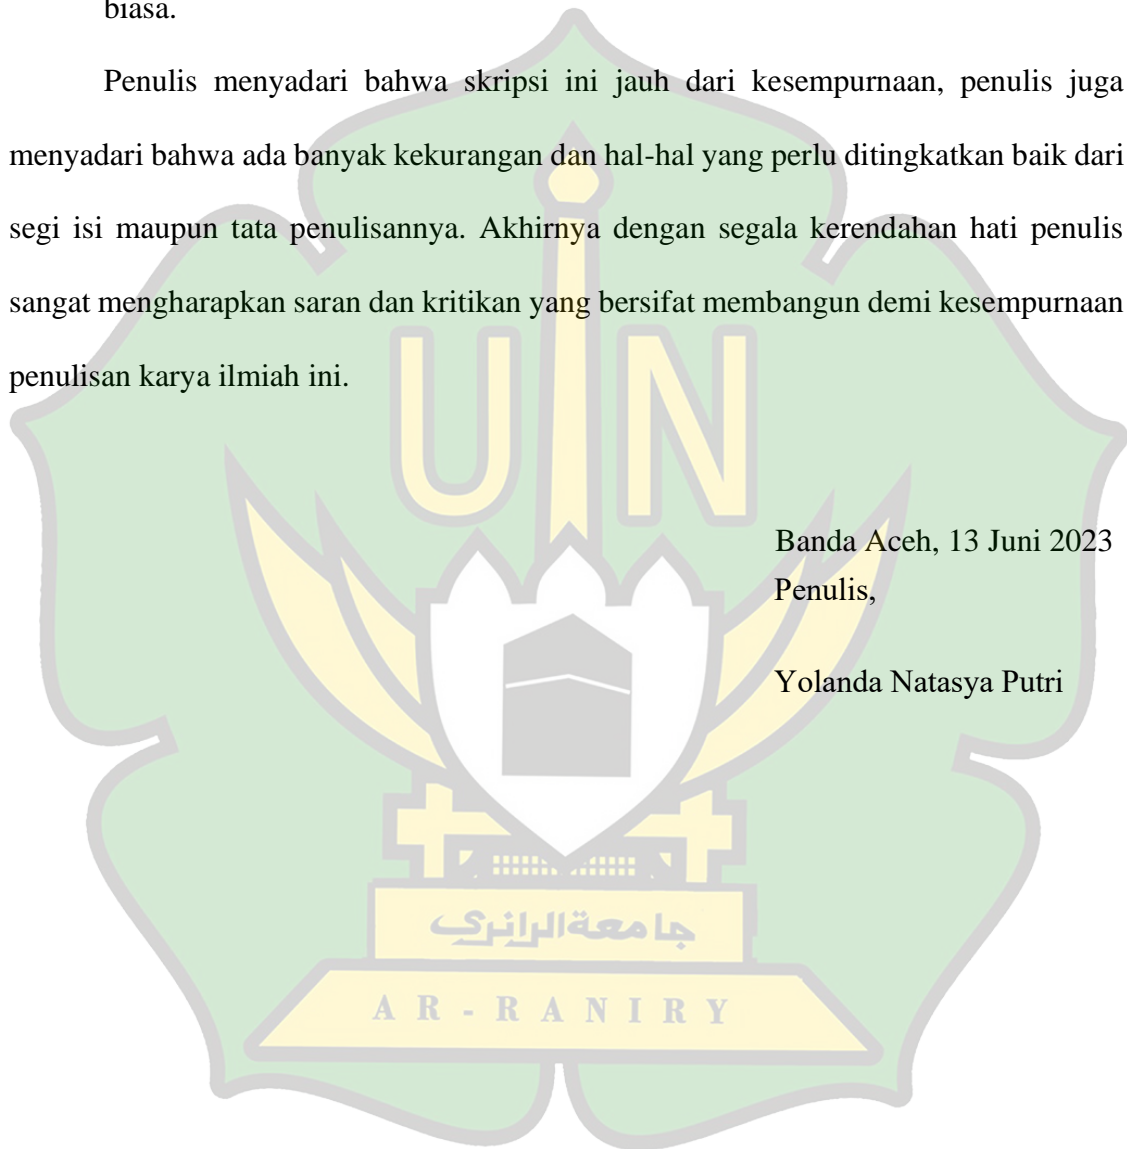 biasa.
Penulis menyadari bahwa skripsi ini jauh dari kesempurnaan, penulis juga
menyadari bahwa ada banyak kekurangan dan hal-hal yang perlu ditingkatkan baik dari
segi isi maupun tata penulisannya. Akhirnya dengan segala kerendahan hati penulis
sangat mengharapkan saran dan kritikan yang bersifat membangun demi kesempurnaan
penulisan karya ilmiah ini.
UIN
Banda Aceh, 13 Juni 2023
Penulis,
Yolanda Natasya Putri
جامعة الرانري
AR-RANIRY